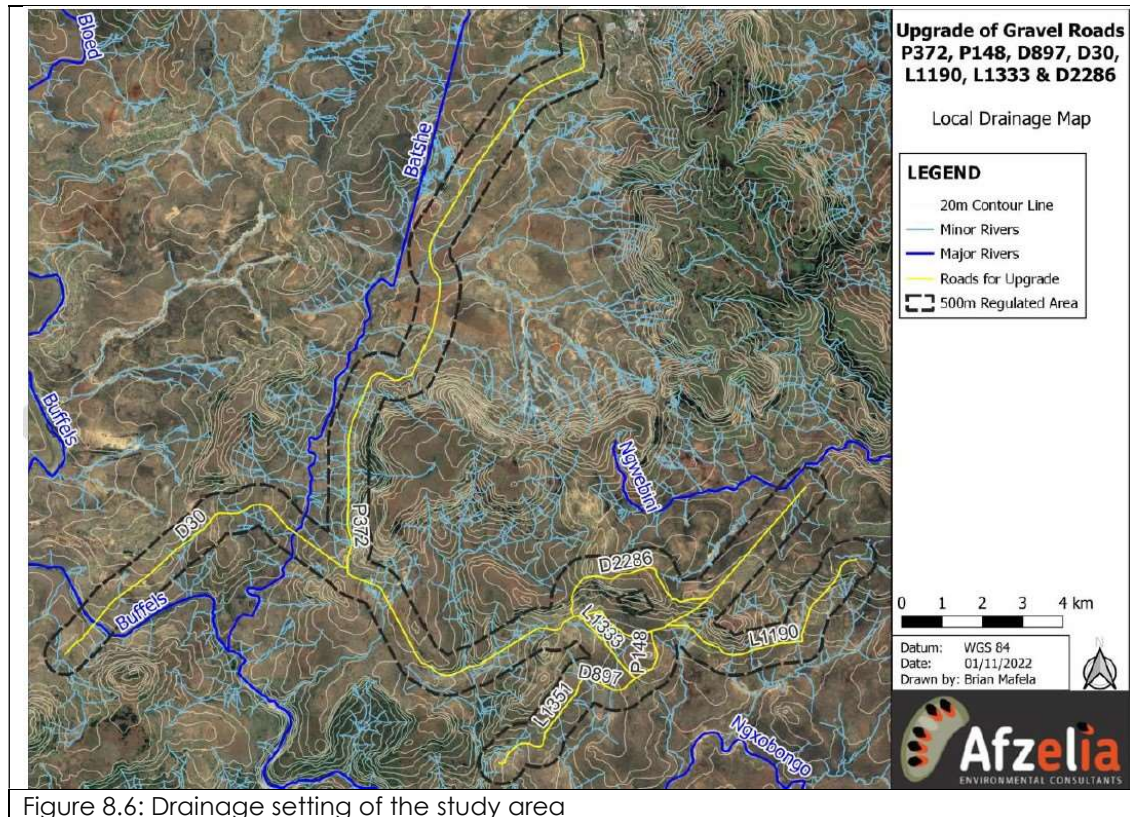 Upgrade of Gravel Roads
P372, P148, D897, D30,
L1190, L1333 & D2286
Local Drainage Map
LEGEND
20m Contour Line
Minor Rivers
Major Rivers
Roads for Upgrade
500m Regulated Area
Bloed
Batshe
Buffels
Ngwebini
D30
P372
Buffels
D2286
L1333
P148
L1190
D897
L1351
Ngxobongo
0 1 2 3 4 km
Datum: WGS 84
Date: 01/11/2022
Drawn by: Brian Mafela
N
Afzelia
ENVIRONMENTAL CONSULTANTS
Figure 8.6: Drainage setting of the study area